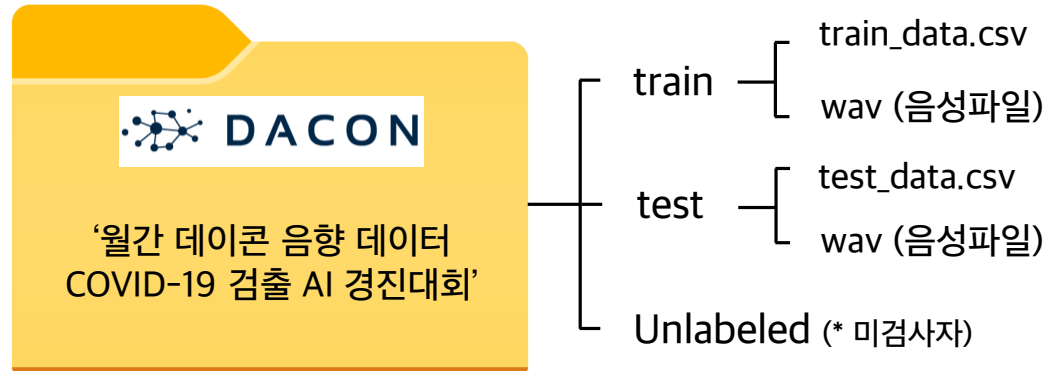 DACON
‘월간 데이콘 음향 데이터
COVID-19 검출 AI 경진대회’
train
train_data.csv
wav (음성파일)
test
test_data.csv
wav (음성파일)
Unlabeled (* 미검사자)